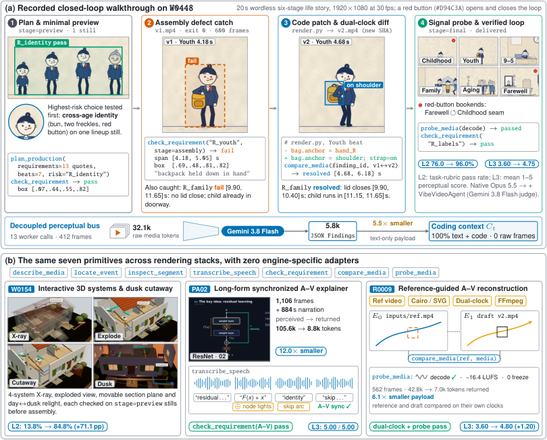 (a) Recorded closed-loop walkthrough on W0448
20 s wordless six-stage life story, 1920 × 1080 at 30 fps; a red button (#D94C3A) opens and closes the loop
1 Plan & minimal preview
stage=preview · 1 still
R_identity pass
Highest-risk choice tested
first: cross-age identity
(bun, two freckles, red
button) on one lineup still.
plan_production(
requirements=13 quotes,
beats=7, risk="R_identity")
check_requirement → pass
box [.07,.44,.55,.82]
2 Assembly defect catch
v1.mp4 · exit 0 · 600 frames
v1 · Youth 4.18 s
fail
check_requirement("R_youth",
stage=assembly) → fail
span [4.18, 5.05] s
box [.69,.48,.81,.82]
"backpack held down in hand"
Also caught: R_family fail [9.90,
11.65]s: no lid close; child already in
doorway.
3 Code patch & dual-clock diff
render.py → v2.mp4 (new SHA)
v2 · Youth 4.68 s
on shoulder
# render.py, Youth beat
- bag.anchor = hand_R
+ bag.anchor = shoulder; strap=on
compare_media(finding_id, v1↔v2)
→ resolved [4.68, 6.18] s
R_family resolved: lid closes [9.90,
10.40]s; child enters in [11.15, 11.65]s.
4 Signal probe & verified loop
stage=final · delivered
Childhood
Youth
9–5
Family
Aging
Farewell
red-button bookends:
Farewell ⟳ Childhood seam
probe_media(decode) → passed
check_requirement(
"R_labels") → pass
L2 76.0 → 96.0%
L3 3.60 → 4.75
L2: task-rubric pass rate; L3: mean 1–5
perceptual score. Native Opus 5.5 → +
VibeVideoAgent (Gemini 3.8 Flash judge).
Decoupled perceptual bus
13 worker calls · 412 frames
32.1k
raw media tokens
Gemini 3.8 Flash
5.8k
JSON Findings
5.5× smaller
text-only payload
Coding context Ct
100% text + code · 0 raw frames
(b) The same seven primitives across rendering stacks, with zero engine-specific adapters
describe_media locate_event inspect_segment transcribe_speech check_requirement compare_media probe_media
W0154 Interactive 3D systems & dusk cutaway
X-ray
Explode
Cutaway
Dusk
4-system X-ray, exploded view, movable section plane and
day↔dusk relight, each checked on stage=preview stills
before assembly.
L2: 13.8% → 84.8% (+71.1 pp)
PA02 Long-form synchronized A–V explainer
ResNet · 02
1,106 frames
+ 884 s narration
perceived → returned
105.6k → 8.8k tokens
12.0 × smaller
transcribe_speech
"residual ..."
"F(x) + x"
"identity"
"skip ..."
node lights
skip arc
A–V sync ✓
check_requirement(A–V) pass
L3: 5.00 / 5.00
R0009 Reference-guided A–V reconstruction
Ref video
Cairo / SVG
Dual-clock
FFmpeg
E0 inputs/ref.mp4
E1 draft v2.mp4
compare_media(ref, media)
probe_media: decode ✓ · −16.4 LUFS · 0 freeze
562 frames · 42.8k → 7.0k tokens returned
6.1× smaller payload
reference and draft compared on their own clocks
dual-clock + probe pass
L3: 3.60 → 4.80 (+1.20)